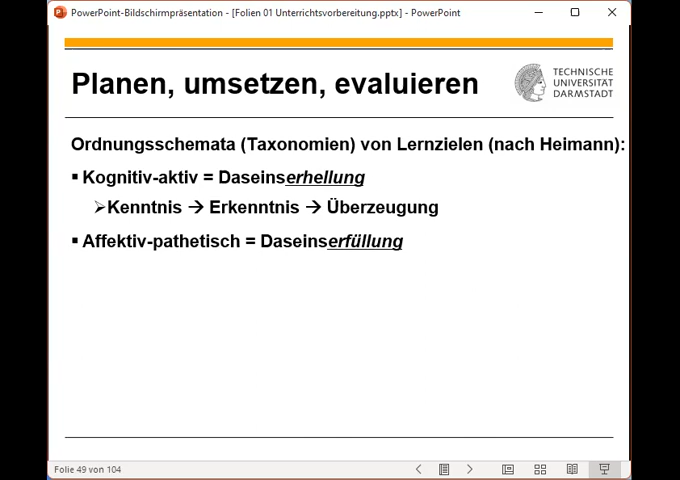 PowerPoint-Bildschirmpräsentation - [Folien 01 Unterrichtsvorbereitung.pptx] - PowerPoint
Planen, umsetzen, evaluieren
TECHNISCHE
UNIVERSITÄT
DARMSTADT
Ordnungsschemata (Taxonomien) von Lernzielen (nach Heimann):
▪ Kognitiv-aktiv = Daseinserhellung
➢Kenntnis → Erkenntnis → Überzeugung
▪ Affektiv-pathetisch = Daseinserfüllung
Folie 49 von 104